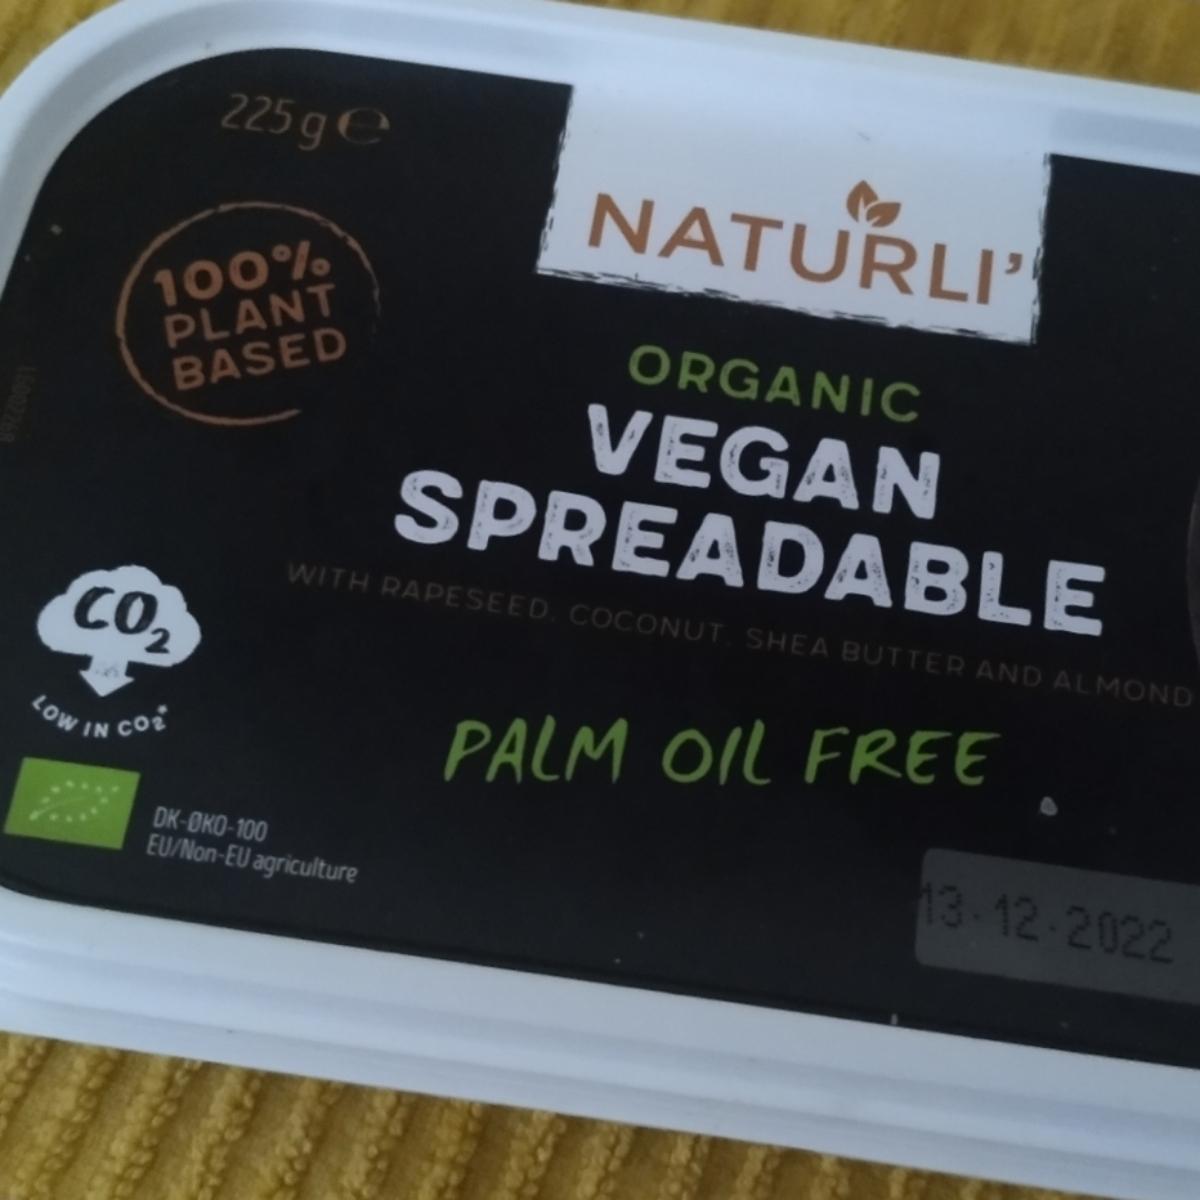 225g ℮
NATURLI'
100%
PLANT
BASED
ORGANIC
VEGAN
SPREADABLE
WITH RAPESEED, COCONUT, SHEA BUTTER AND ALMOND
CO2
LOW IN CO2*
PALM OIL FREE
DK-ØKO-100
EU/Non-EU agriculture
13.12.2022